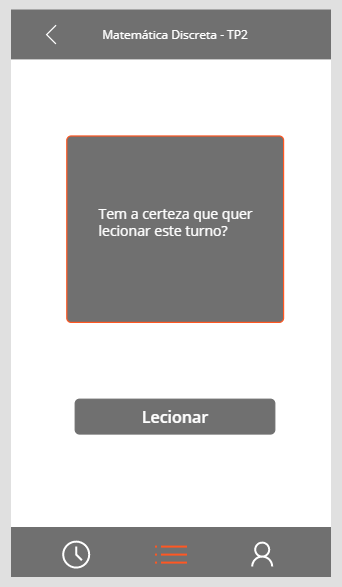 Matemática Discreta - TP2
Tem a certeza que quer
lecionar este turno?
Lecionar